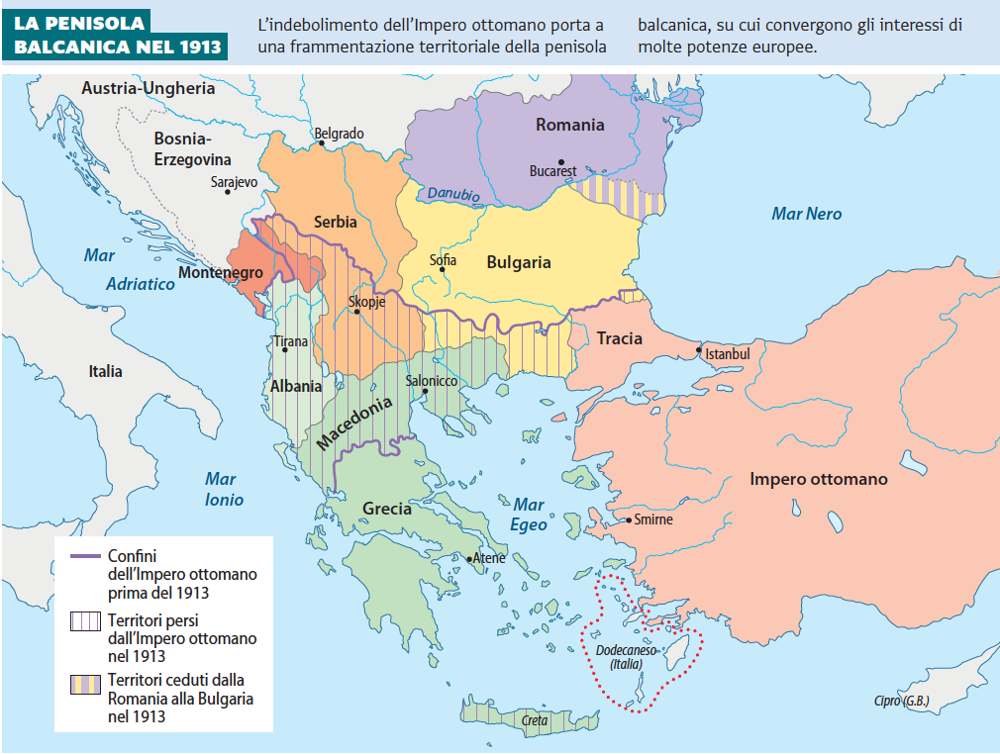 LA PENISOLA
BALCANICA NEL 1913
L'indebolimento dell'Impero ottomano porta a
una frammentazione territoriale della penisola
balcanica, su cui convergono gli interessi di
molte potenze europee.
Austria-Ungheria
Bosnia-
Erzegovina
Sarajevo
Belgrado
Romania
Bucarest
Danubio
Serbia
Mar Nero
Mar
Adriatico
Montenegro
Sofia
Bulgaria
Skopje
Tracia
Istanbul
Tirana
Italia
Albania
Salonicco
Macedonia
Impero ottomano
Mar
Ionio
Grecia
Mar
Egeo
Smirne
Atene
Dodecaneso
(Italia)
Cipro (G.B.)
Creta
Confini
dell'Impero ottomano
prima del 1913
Territori persi
dall'Impero ottomano
nel 1913
Territori ceduti dalla
Romania alla Bulgaria
nel 1913